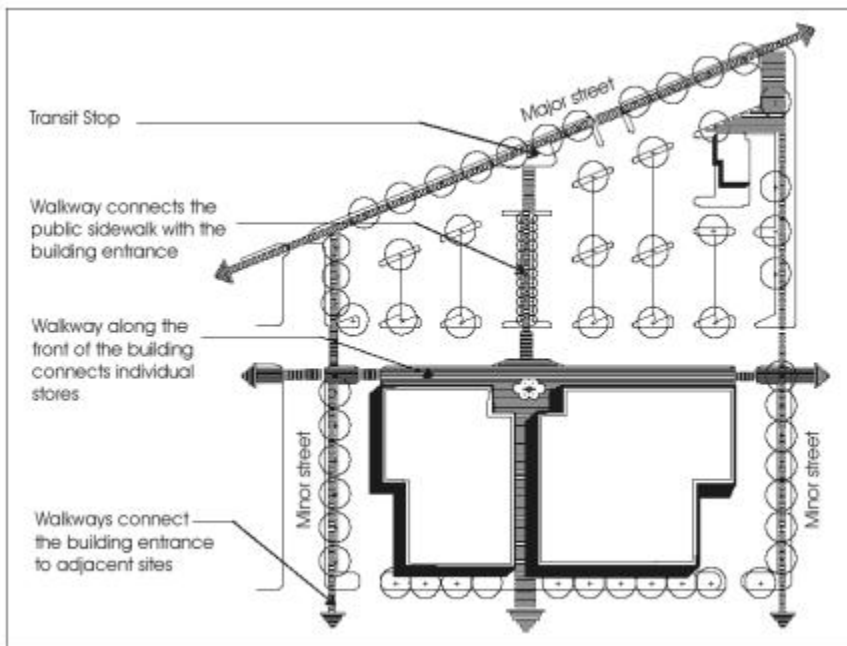 Major street
Transit Stop
Walkway connects the
public sidewalk with the
building entrance
Walkway along the
front of the building
connects individual
stores
Minor street
Minor street
Walkways connect
the building entrance
to adjacent sites